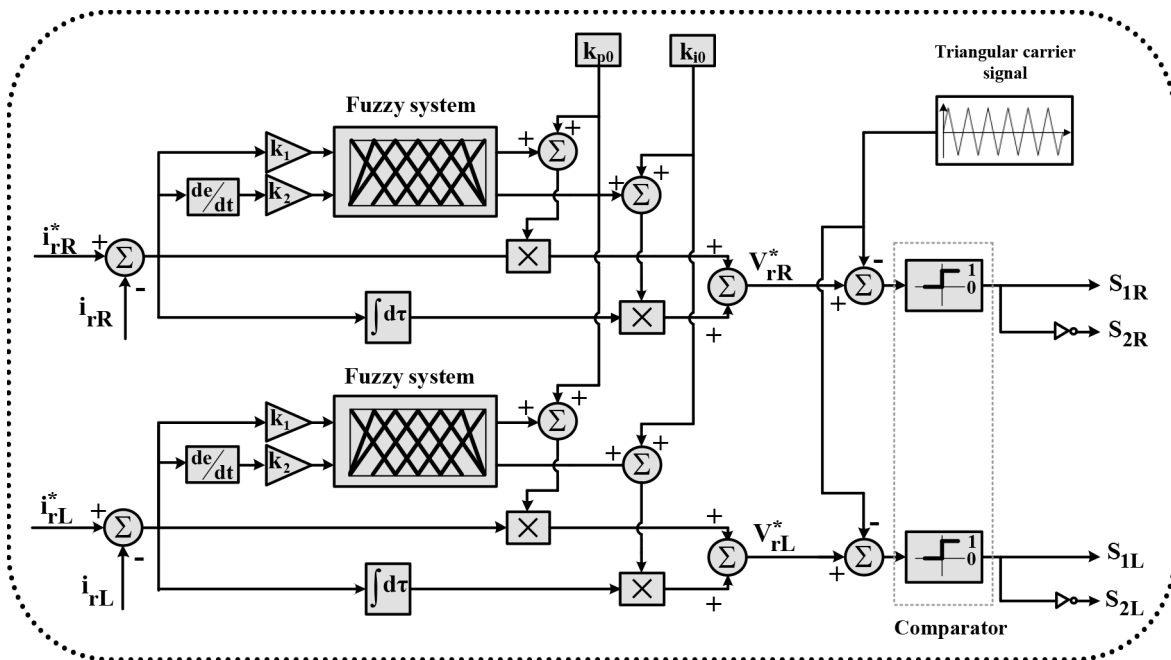 k_p0
k_i0
Triangular carrier
signal
Fuzzy system
+
+
k_1
Σ
+
de/dt
k_2
+
Σ
i*_rR
+
Σ
×
+
V*_rR
-
1
0
S_1R
-
Σ
+
Σ
i_rR
∫dτ
×
+
S_2R
Fuzzy system
+
+
k_1
Σ
+
de/dt
k_2
+
Σ
i*_rL
+
Σ
×
+
V*_rL
-
1
0
S_1L
-
Σ
+
Σ
i_rL
∫dτ
×
+
S_2L
Comparator